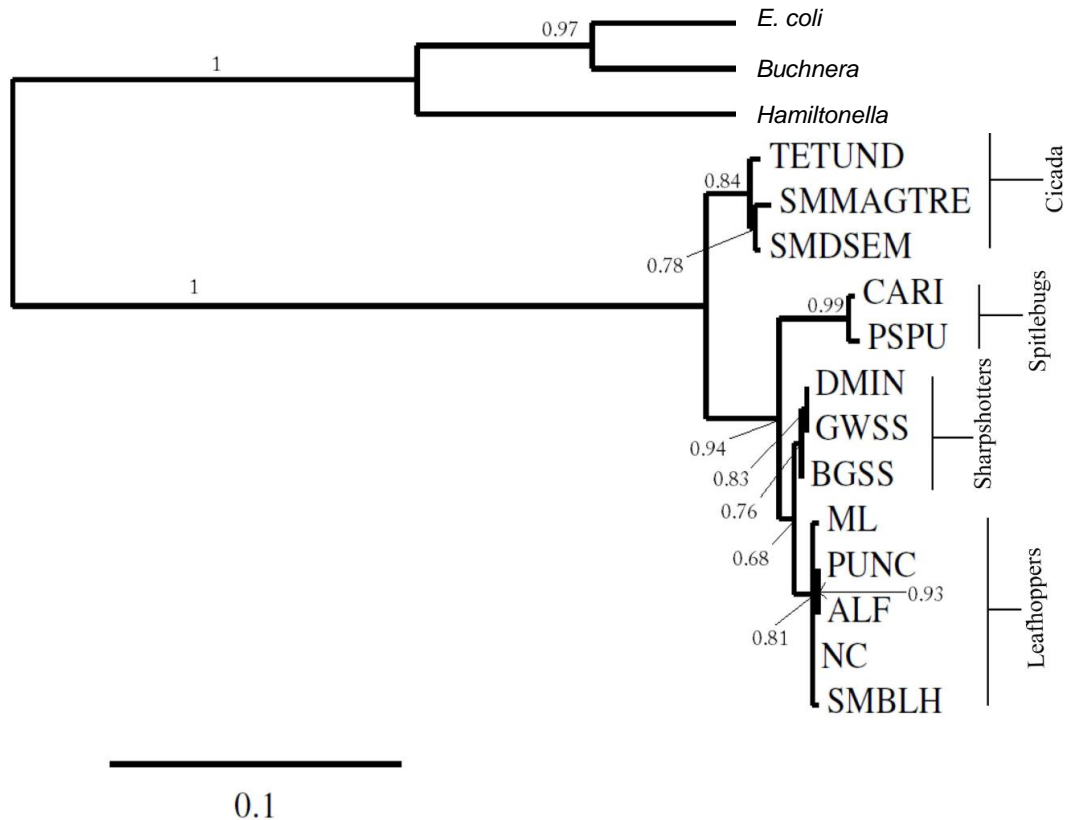 E. coli
0.97
1
Buchnera
Hamiltonella
TETUND
0.84
SMMAGTRE
Cicada
SMDSEM
0.78
1
CARI
0.99
PSPU
Spitlebugs
DMIN
GWSS
0.94
BGSS
0.83
Sharpshotters
0.76
ML
0.68
PUNC
0.93
ALF
0.81
NC
Leafhoppers
SMBLH
0.1